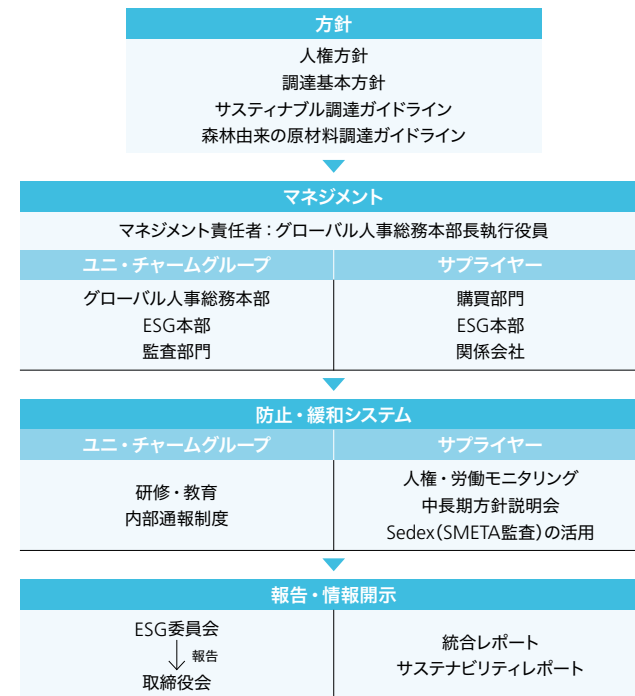 方針
人権方針
調達基本方針
サスティナブル調達ガイドライン
森林由来の原材料調達ガイドライン
マネジメント
マネジメント責任者：グローバル人事総務本部長執行役員
ユニ・チャームグループ
グローバル人事総務本部
ESG本部
監査部門
サプライヤー
購買部門
ESG本部
関係会社
防止・緩和システム
ユニ・チャームグループ
研修・教育
内部通報制度
サプライヤー
人権・労働モニタリング
中長期方針説明会
Sedex（SMETA監査）の活用
報告・情報開示
ESG委員会
報告
取締役会
統合レポート
サステナビリティレポート